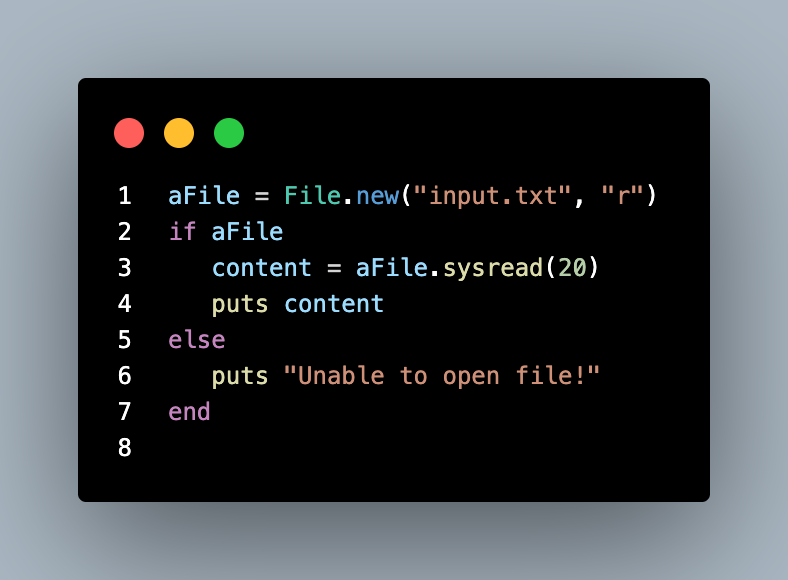 1 aFile = File.new("input.txt", "r")
2 if aFile
3    content = aFile.sysread(20)
4    puts content
5 else
6    puts "Unable to open file!"
7 end
8